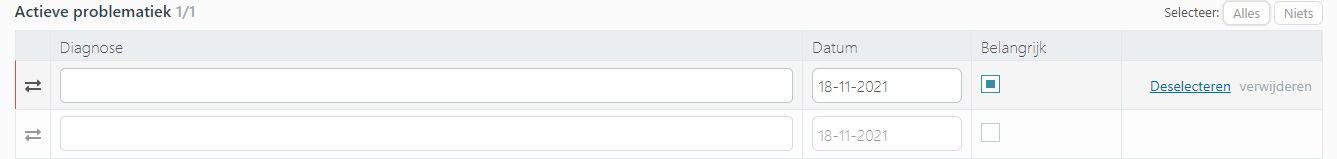 Actieve problematiek 1/1 Selecteer: Alles Niets
Diagnose Datum Belangrijk
18-11-2021 Deselecteren verwijderen
18-11-2021